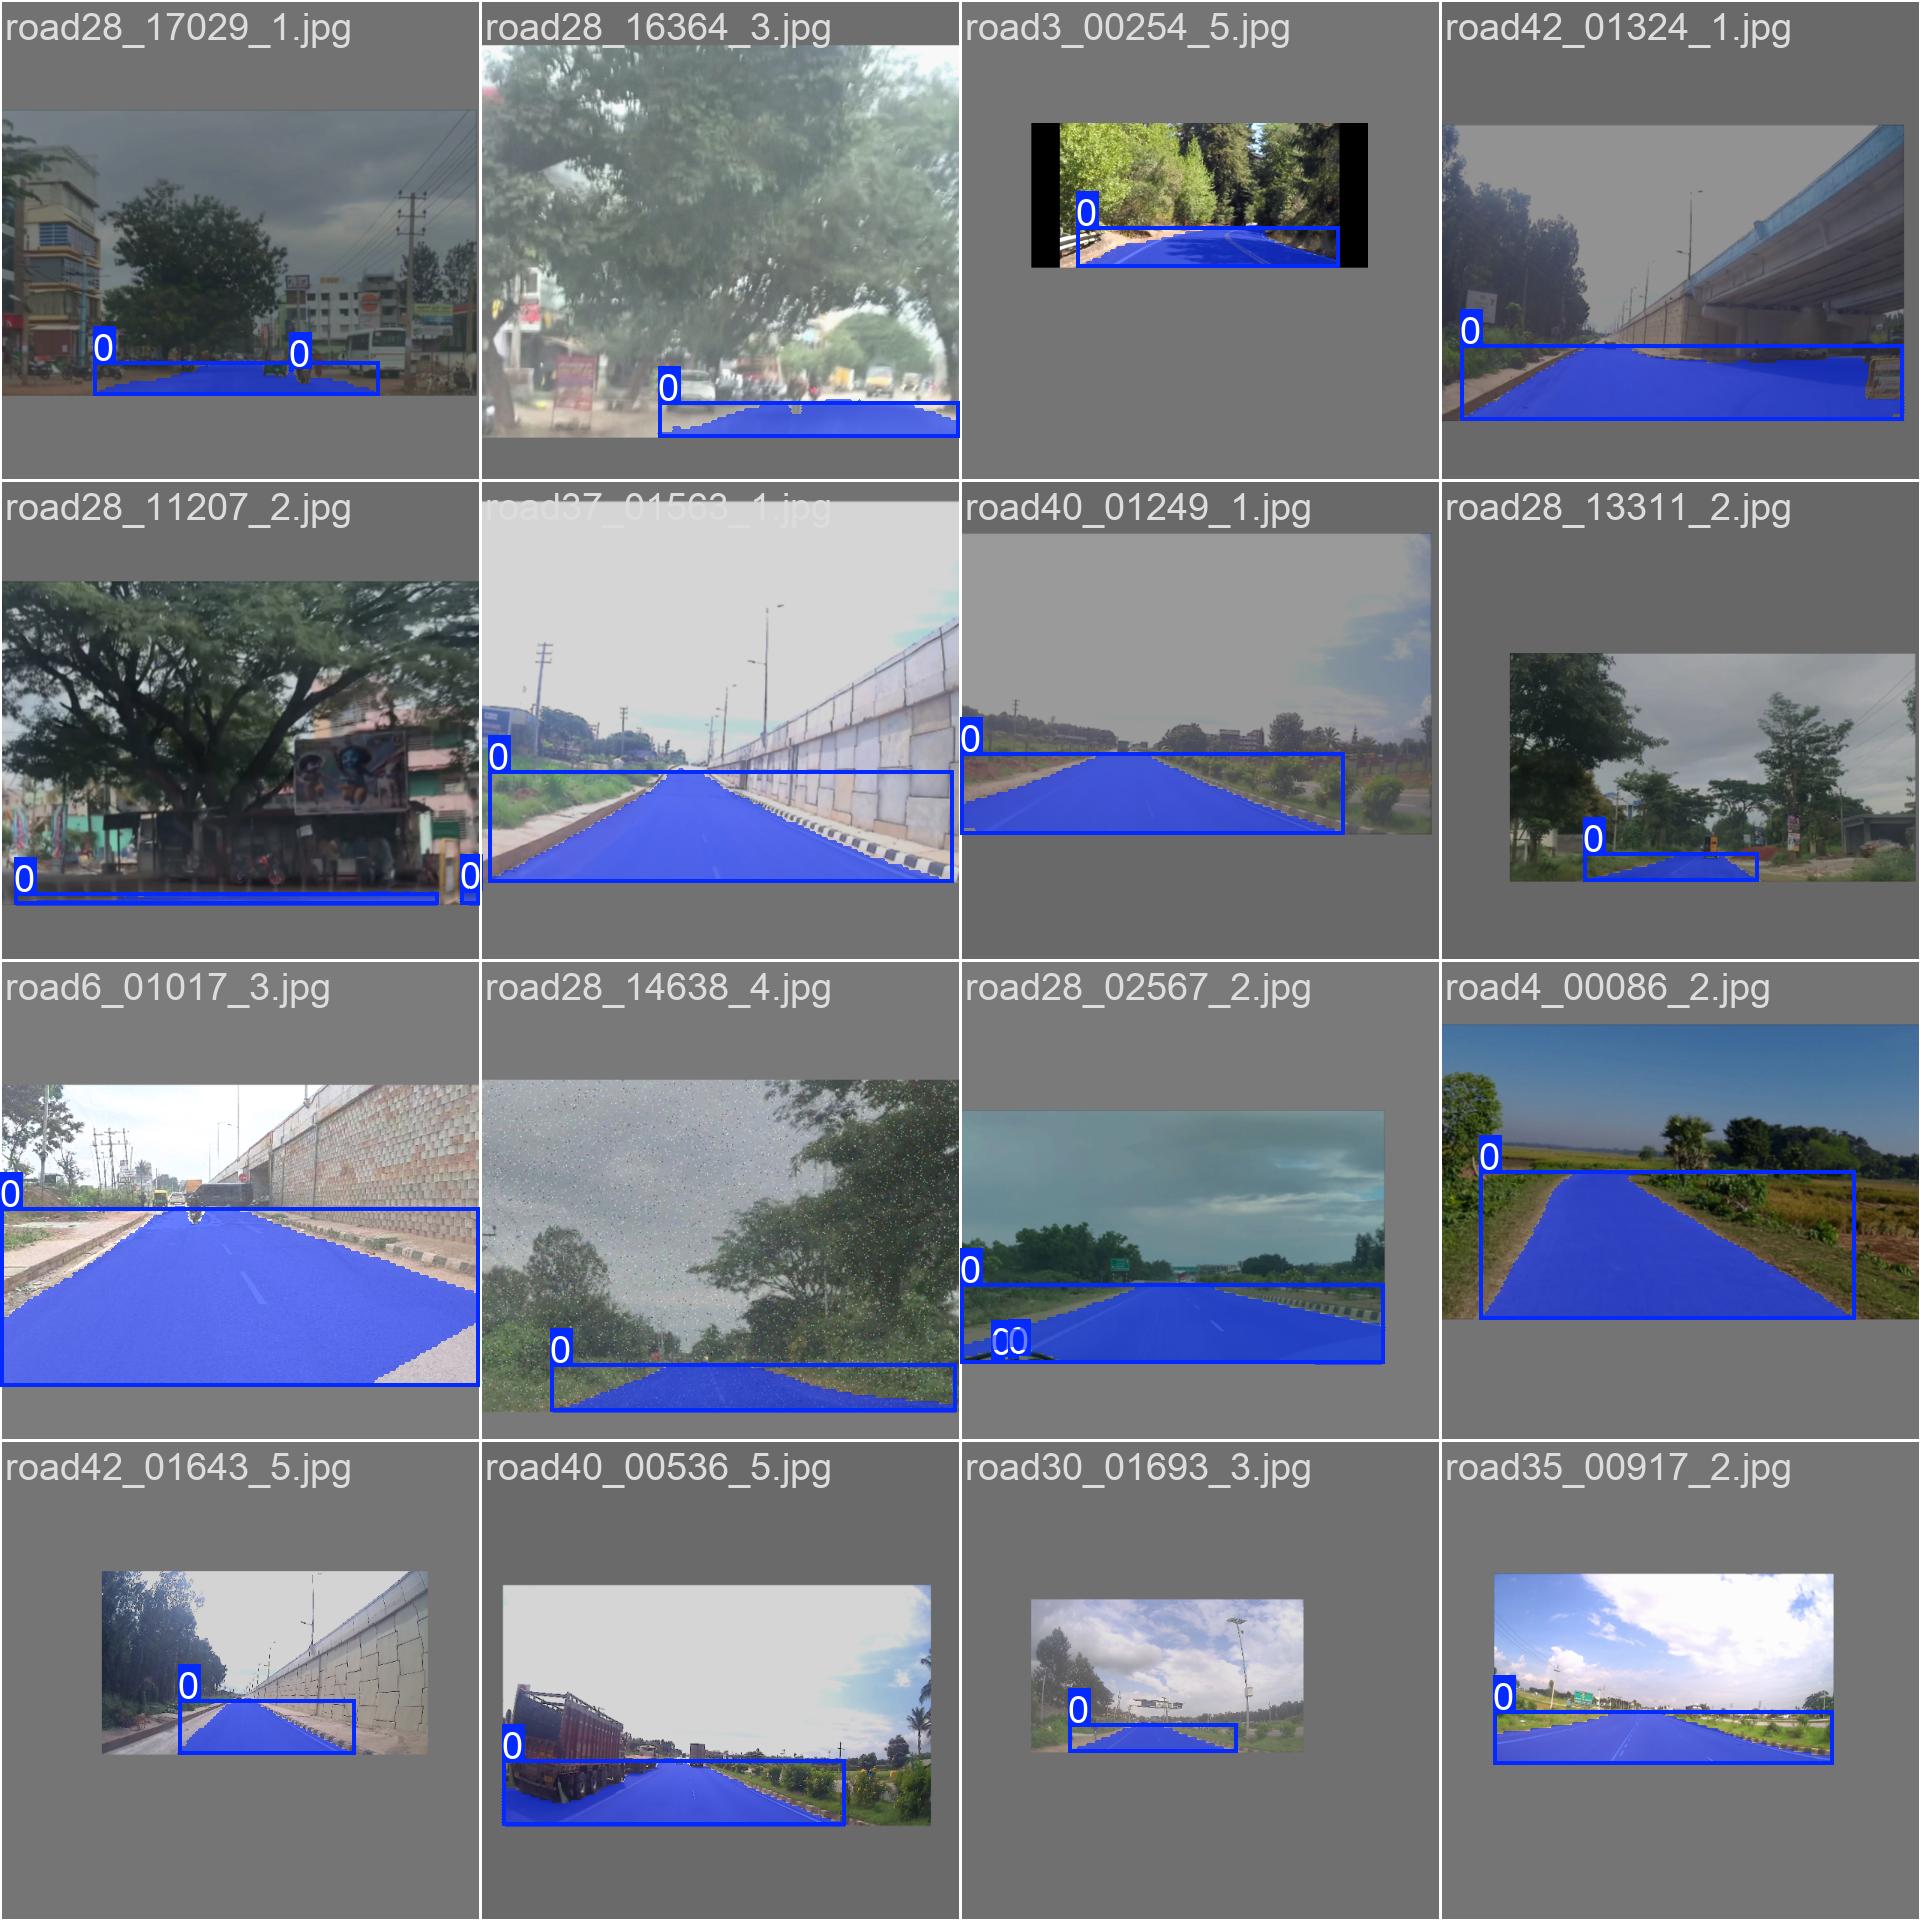 road28_17029_1.jpg
road28_16364_3.jpg
road3_00254_5.jpg
road42_01324_1.jpg
0
0
0
0
0
road28_11207_2.jpg
road37_01563_1.jpg
road40_01249_1.jpg
road28_13311_2.jpg
0
0
0
0
0
road6_01017_3.jpg
road28_14638_4.jpg
road28_02567_2.jpg
road4_00086_2.jpg
0
0
0
0
00
road42_01643_5.jpg
road40_00536_5.jpg
road30_01693_3.jpg
road35_00917_2.jpg
0
0
0
0